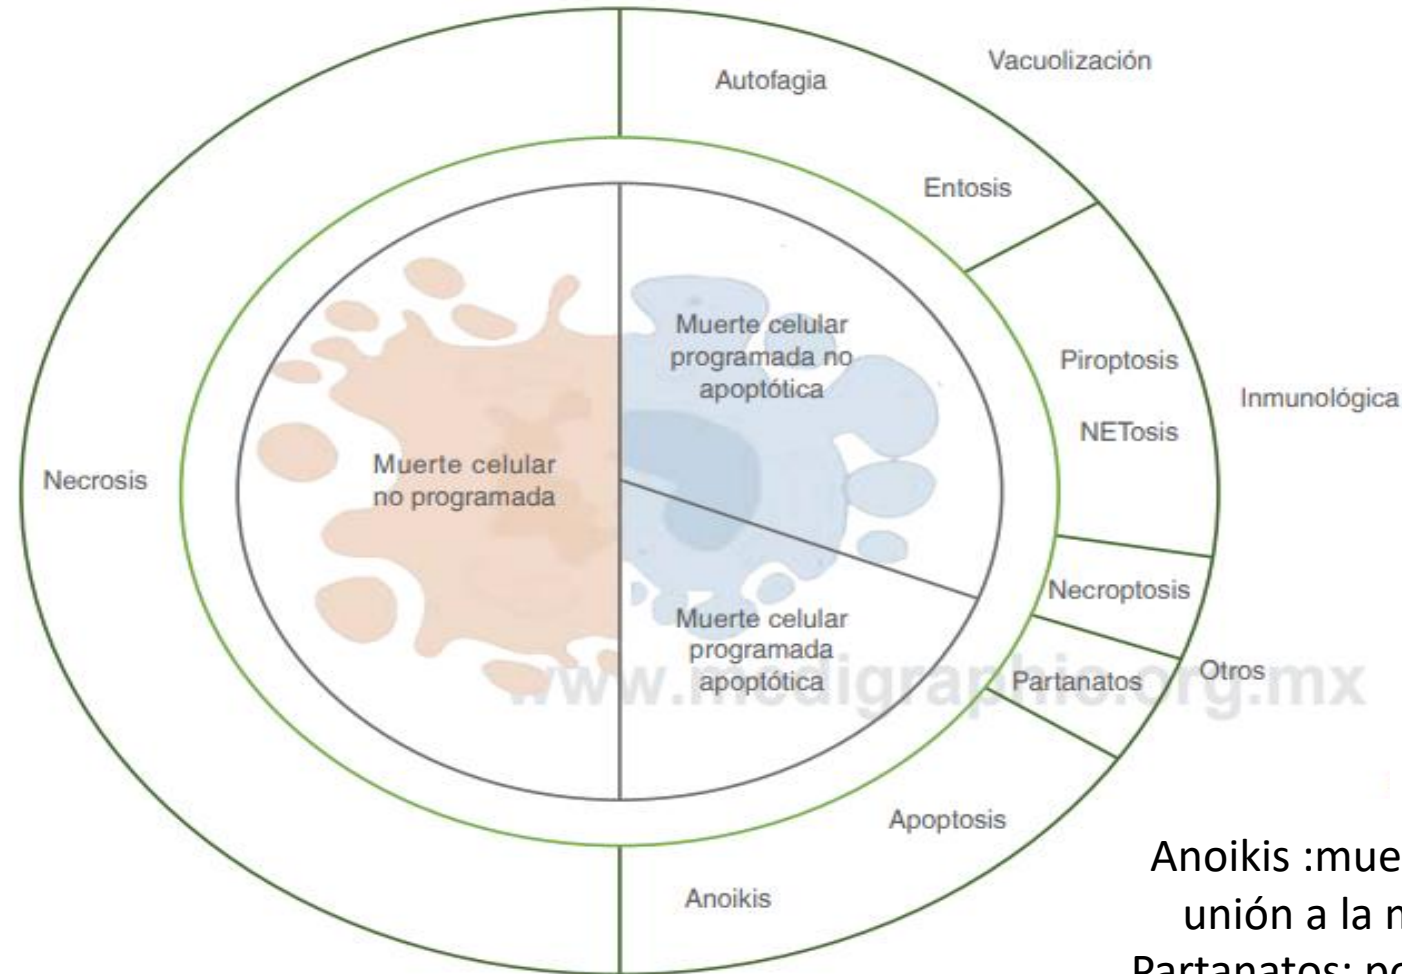 Vacuolización
Autofagia
Entosis
Muerte celular
programada no
apoptótica
Piroptosis
Inmunológica
NETosis
Muerte celular
no programada
Necrosis
Necroptosis
Muerte celular
programada
apoptótica
Partanatos
Otros
www.medigraphic.org.mx
Apoptosis
Anoikis
Anoikis :mue
unión a la
Partanatos: po